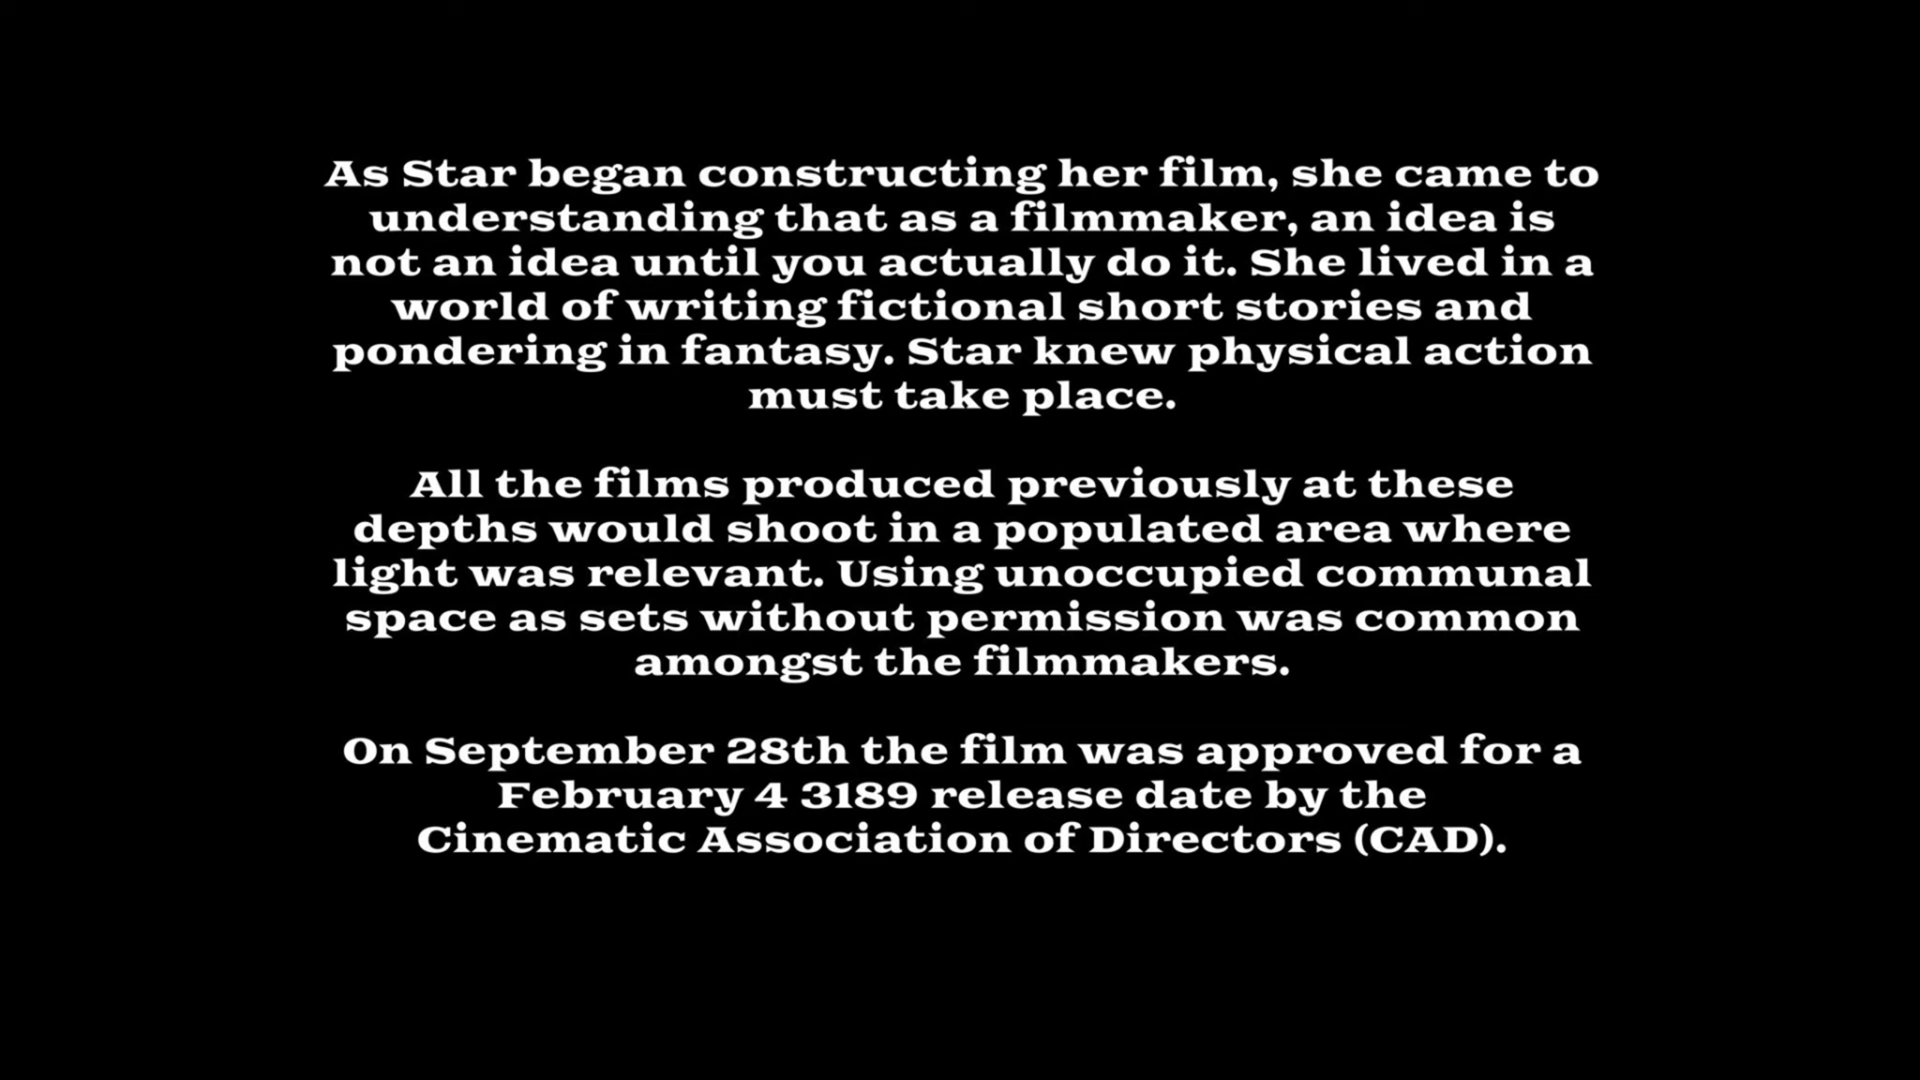 As Star began constructing her film, she came to
understanding that as a filmmaker, an idea is
not an idea until you actually do it. She lived in a
world of writing fictional short stories and
pondering in fantasy. Star knew physical action
must take place.
All the films produced previously at these
depths would shoot in a populated area where
light was relevant. Using unoccupied communal
space as sets without permission was common
amongst the filmmakers.
On September 28th the film was approved for a
February 4 3189 release date by the
Cinematic Association of Directors (CAD).